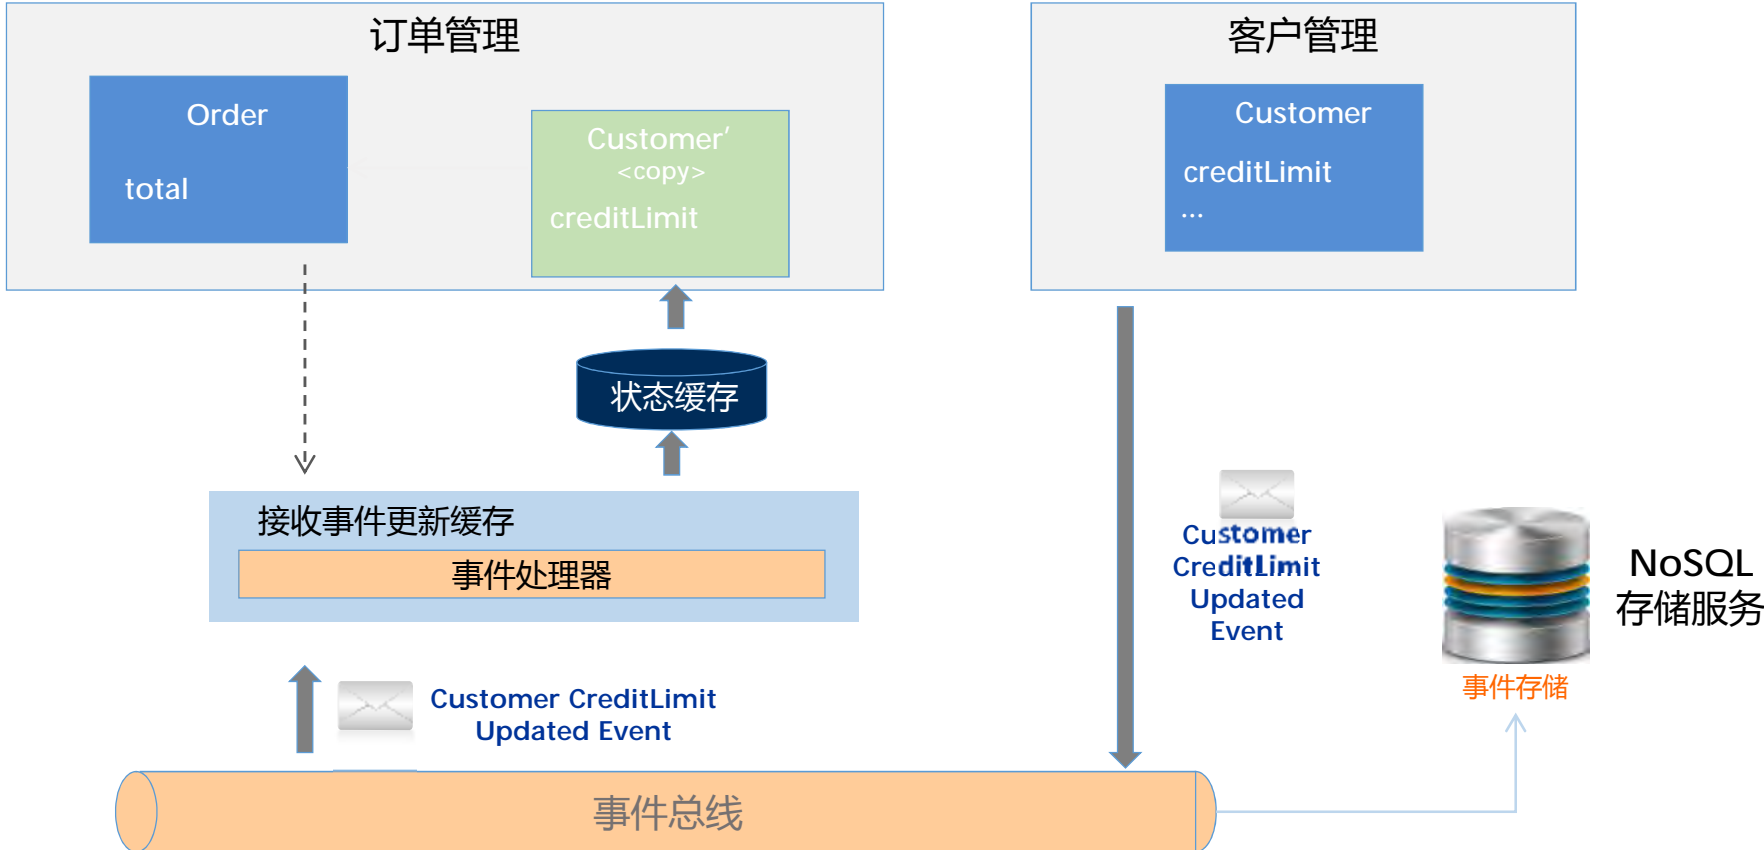 订单管理
Order
total
Customer’
<copy>
creditLimit
客户管理
Customer
creditLimit
...
状态缓存
接收事件更新缓存
事件处理器
Customer
CreditLimit
Updated
Event
NoSQL
存储服务
事件存储
Customer CreditLimit
Updated Event
事件总线